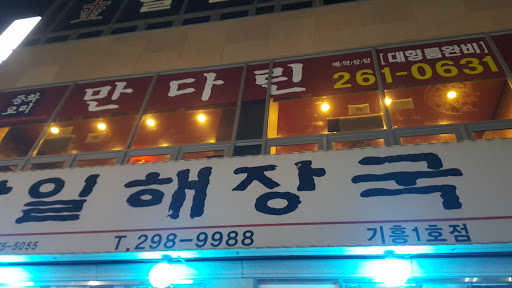 중화
요리
만다린
예/약/상/담
[대형룸완비]
261-0631
일해장국
5-5055
T.298-9988
기흥1호점